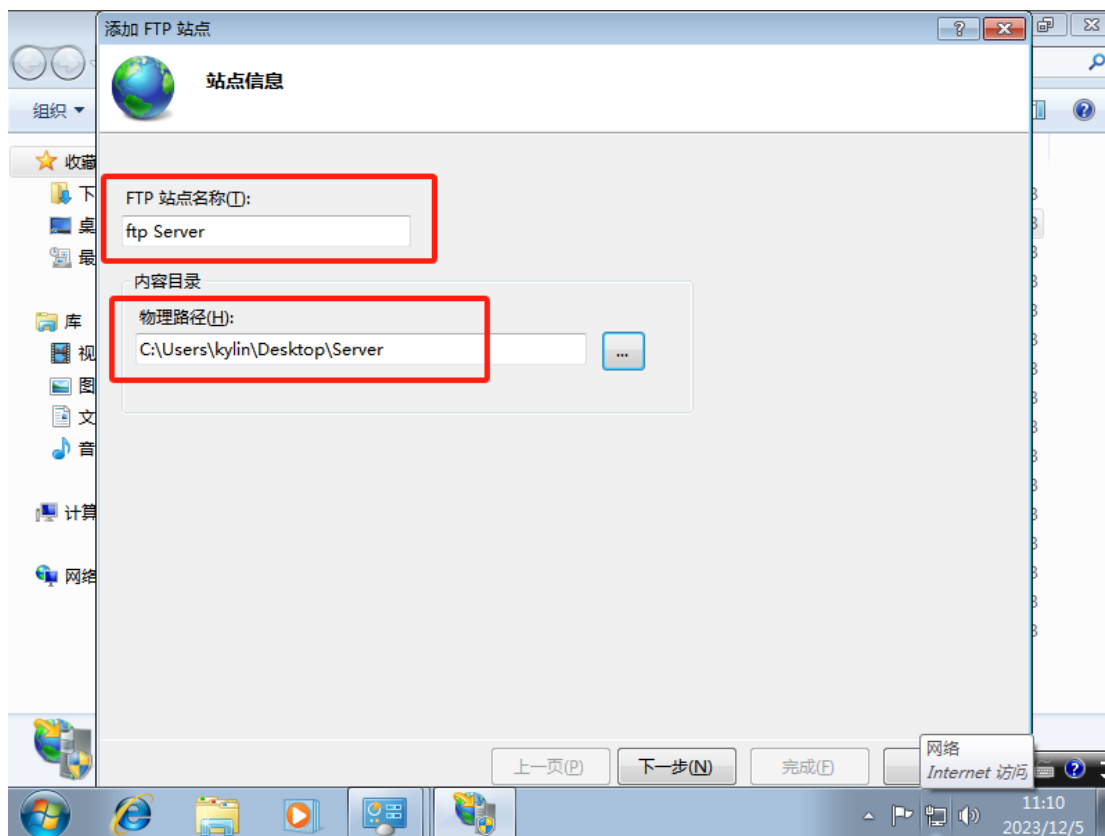 添加 FTP 站点
站点信息
组织
收藏
下
桌
最
库
视
图
文
音
计算
网络
FTP 站点名称(T):
ftp Server
内容目录
物理路径(H):
C:\Users\kylin\Desktop\Server
...
上一页(P)
下一步(N)
完成(F)
网络
Internet 访问
11:10
2023/12/5